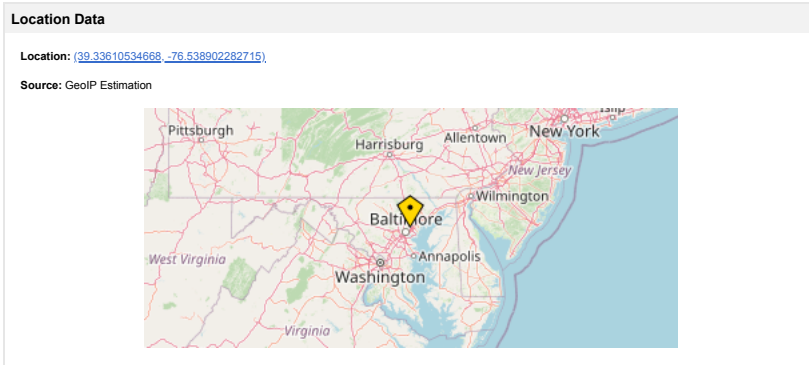 Location Data
Location: (39.33610534668, -76.538902282715)
Source: GeoIP Estimation
Islip
Pittsburgh
New York
Allentown
Harrisburg
New Jersey
Wilmington
Baltimore
West Virginia
Annapolis
Washington
Virginia